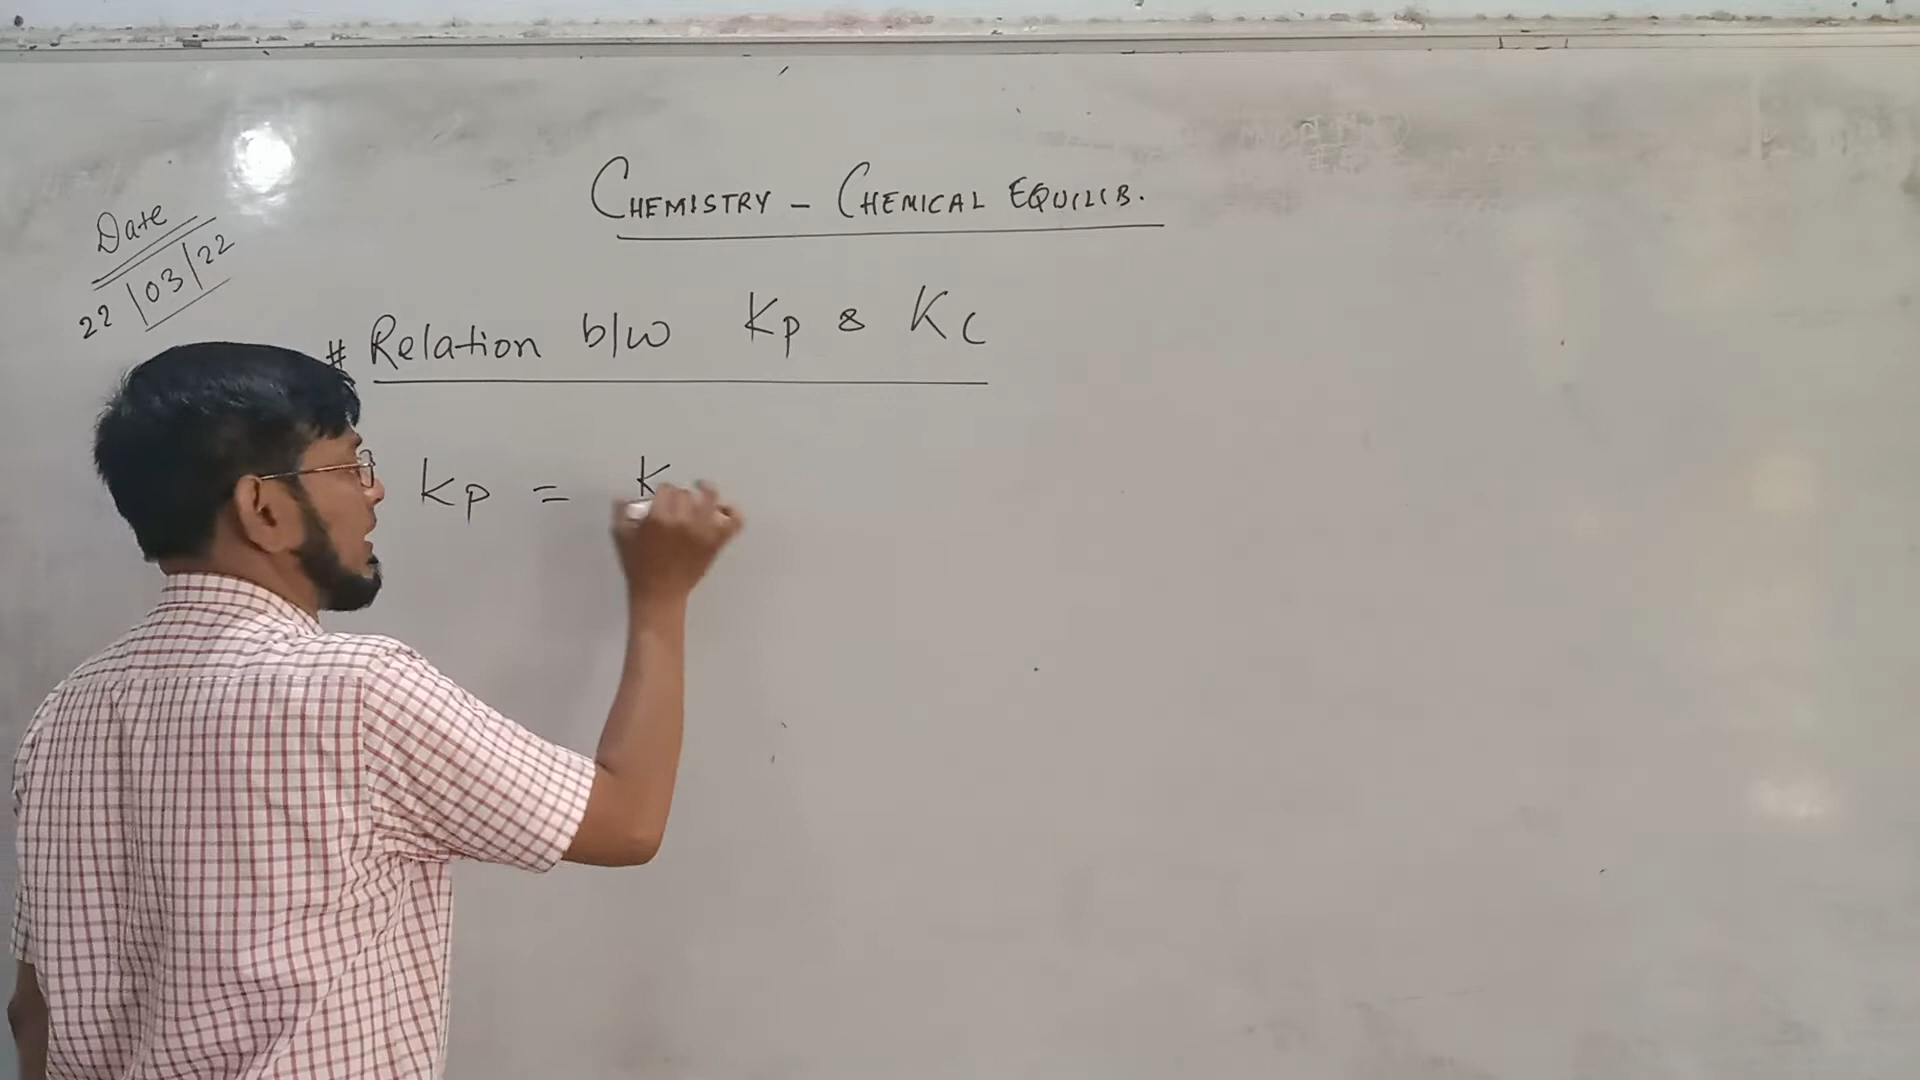 CHEMISTRY - CHEMICAL EQUILIB.
Date
22/03/22
# Relation b/w Kp & Kc
Kp = K